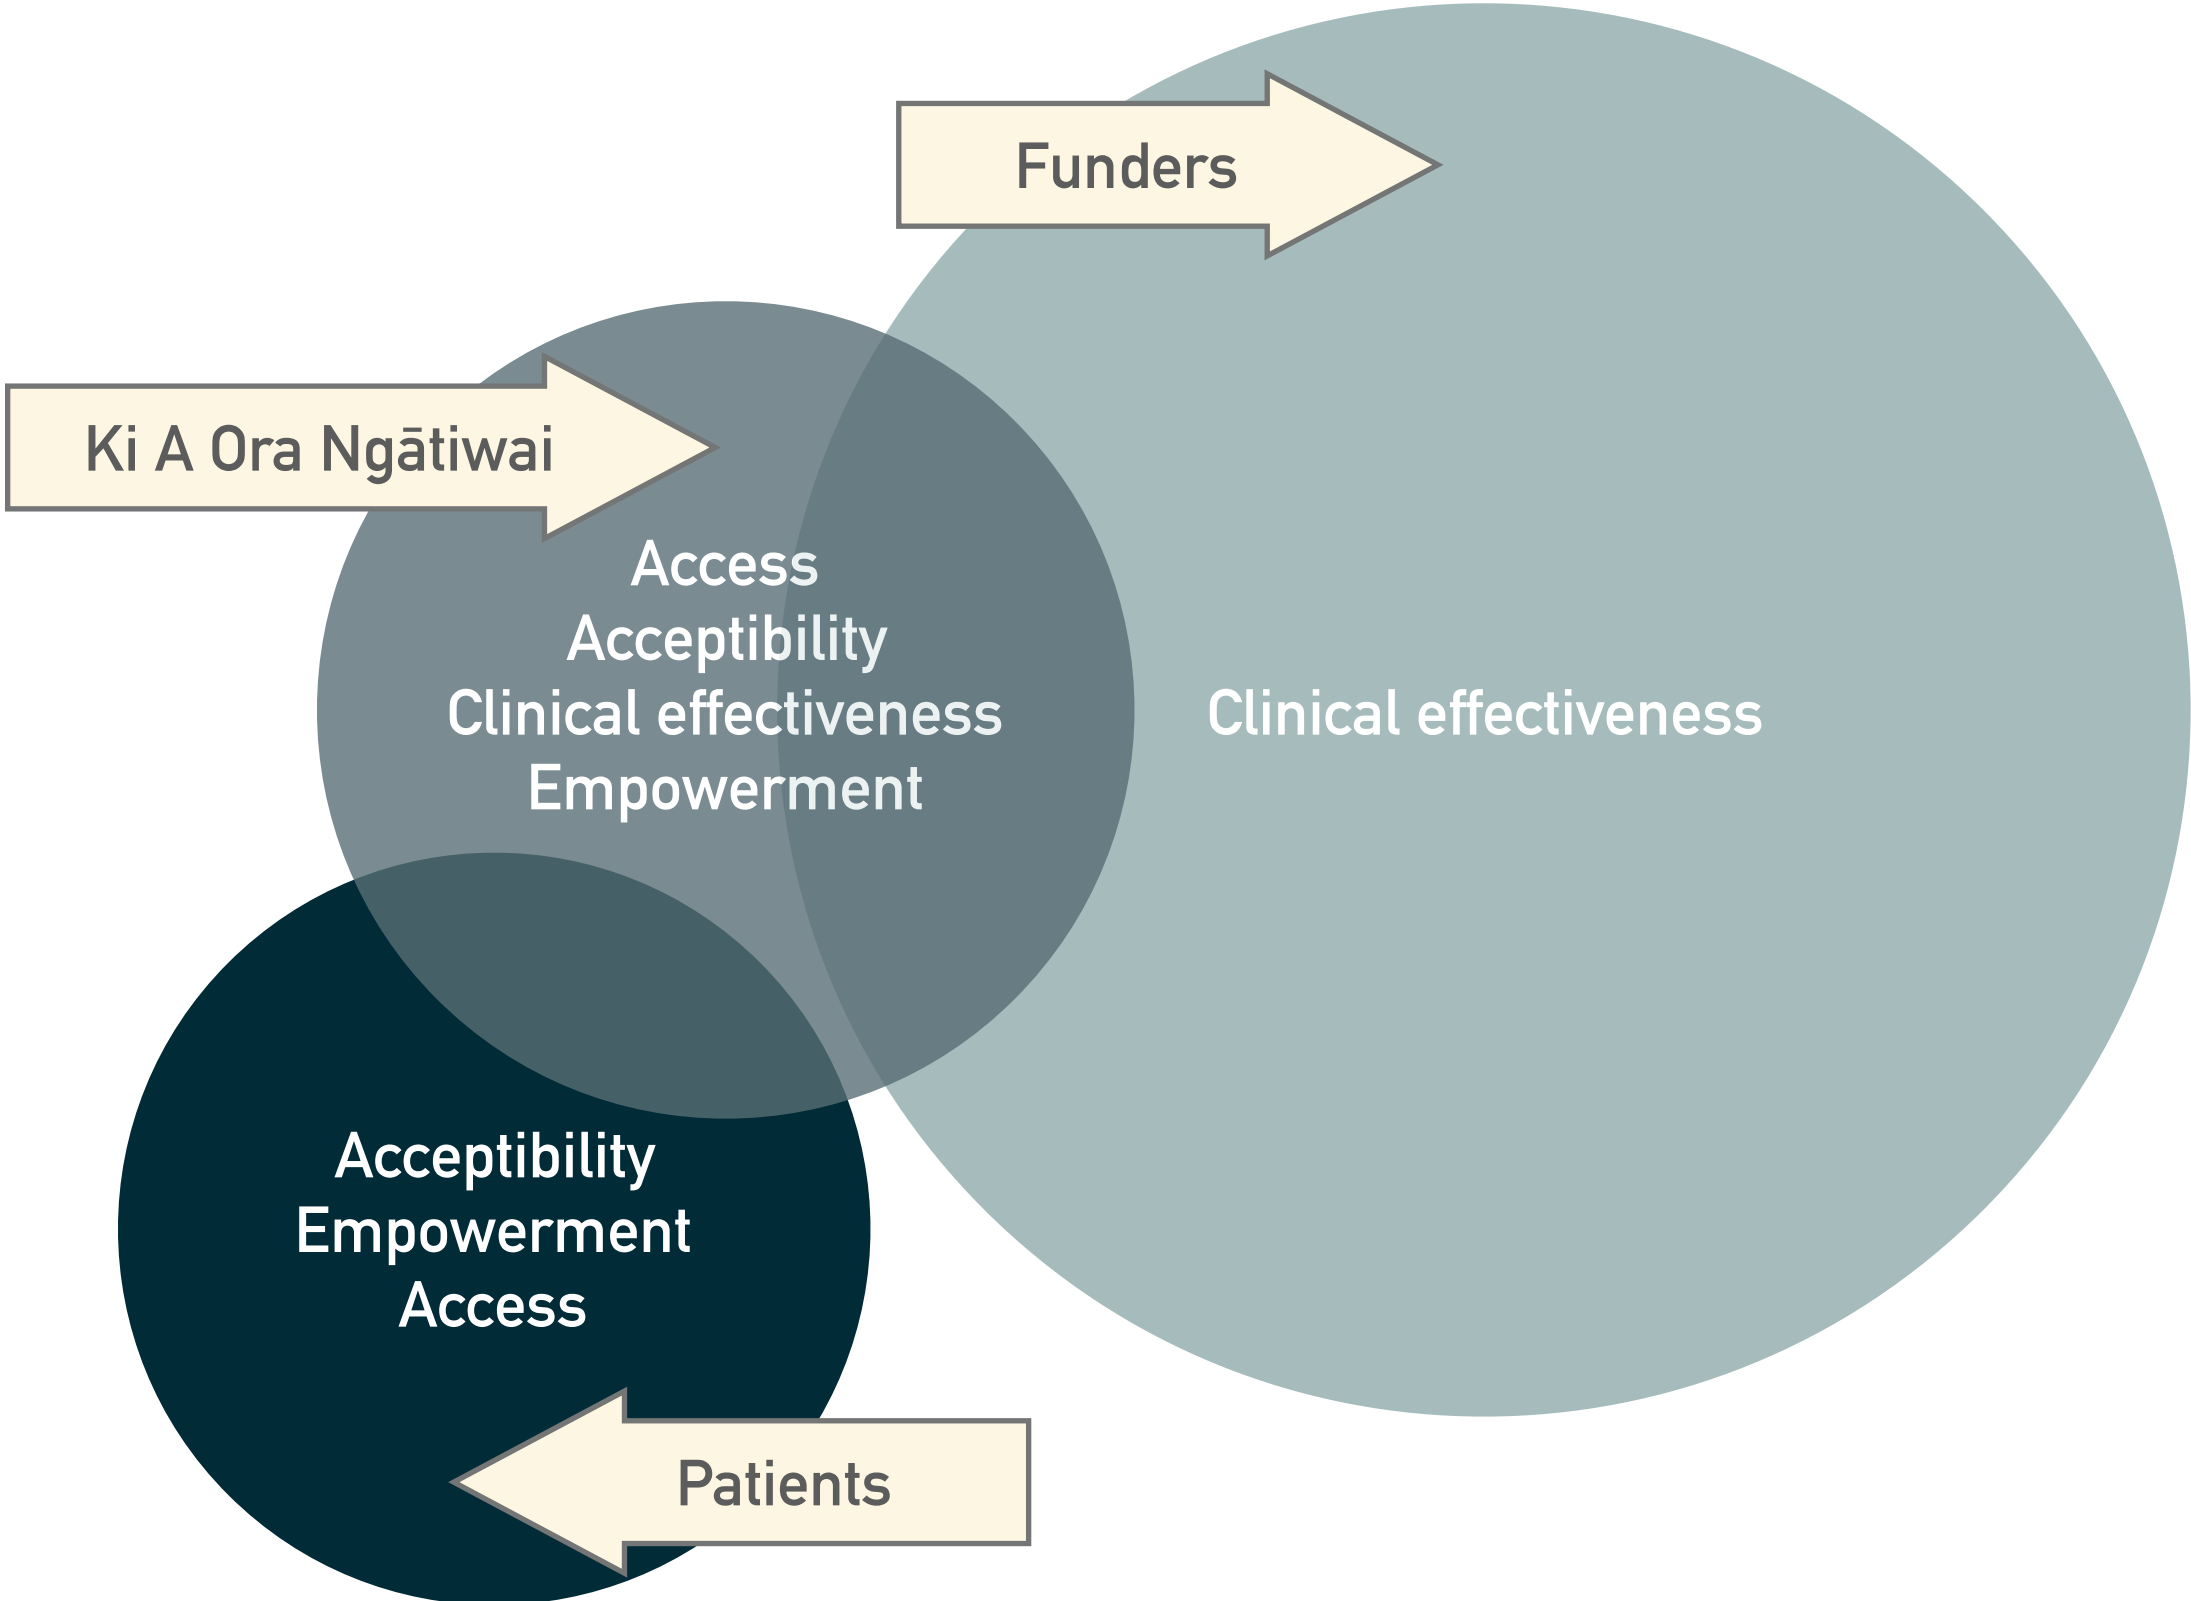 Funders
Ki A Ora Ngātiwai
Access
Acceptibility
Clinical effectiveness
Empowerment
Clinical effectiveness
Acceptibility
Empowerment
Access
Patients